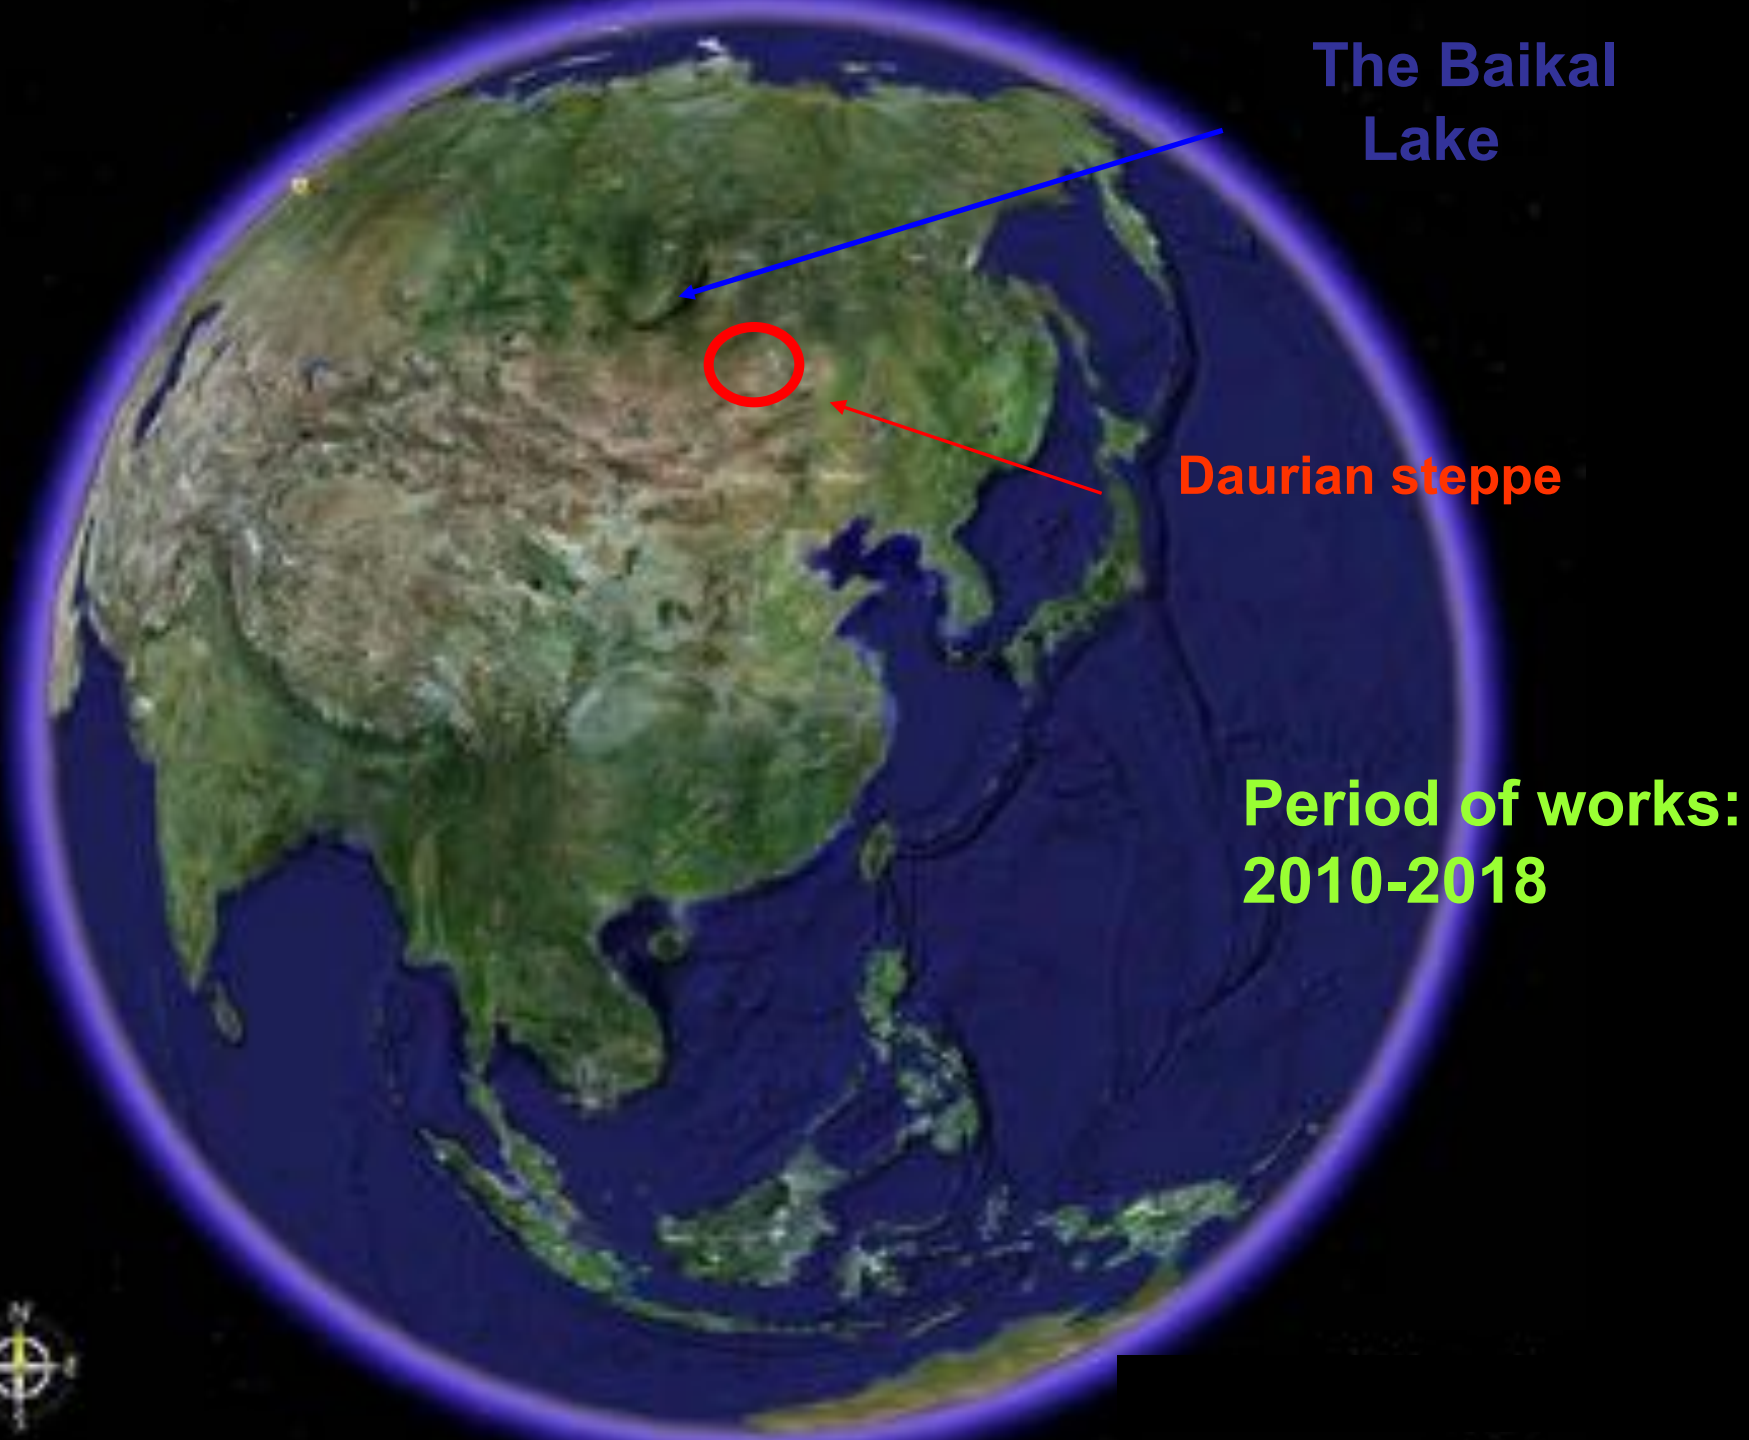 The Baikal
Lake
Daurian steppe
Period of works:
2010-2018
N